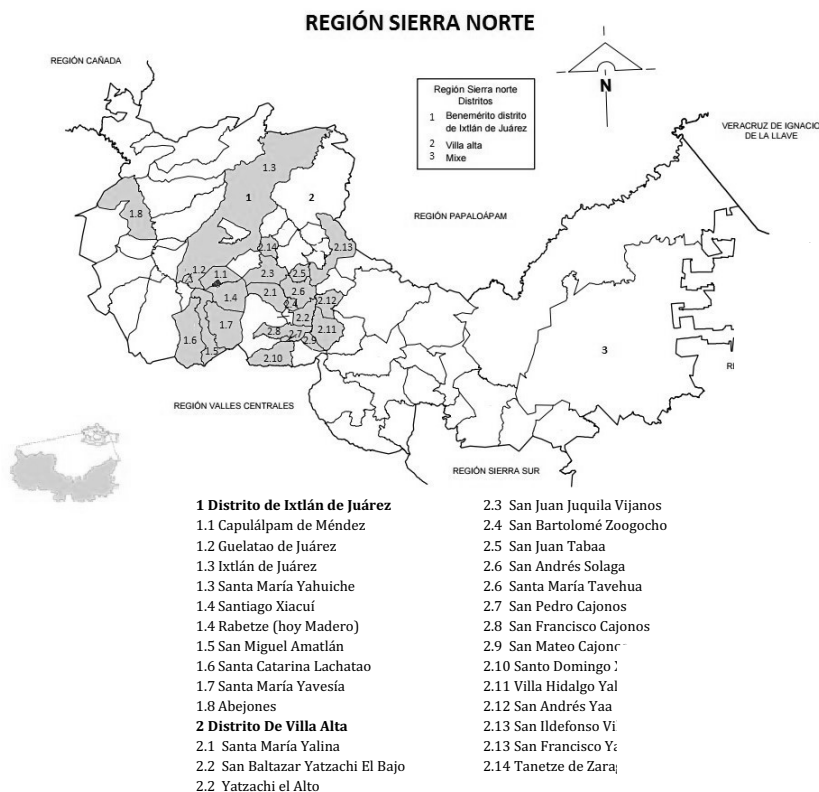 REGIÓN SIERRA NORTE
REGIÓN CAÑADA
N
Región Sierra norte
Distritos
1 Benemérito distrito
de Ixtlán de Juárez
2 Villa alta
3 Mixe
VERACRUZ DE IGNACIO
DE LA LLAVE
1.3
1
2
1.8
REGIÓN PAPALOÁPAM
2.14
2.13
1.2
1.1
2.3
2.5
1.4
2.1
2.6
2.4
2.12
1.7
2.2
2.11
1.6
2.8
2.7
2.9
1.5
2.10
3
REGIÓN VALLES CENTRALES
REGIÓN SIERRA SUR
1 Distrito de Ixtlán de Juárez
1.1 Capulálpam de Méndez
1.2 Guelatao de Juárez
1.3 Ixtlán de Juárez
1.3 Santa María Yahuiche
1.4 Santiago Xiacuí
1.4 Rabetze (hoy Madero)
1.5 San Miguel Amatlán
1.6 Santa Catarina Lachatao
1.7 Santa María Yavesía
1.8 Abejones
2 Distrito De Villa Alta
2.1 Santa María Yalina
2.2 San Baltazar Yatzachi El Bajo
2.2 Yatzachi el Alto
2.3 San Juan Juquila Vijanos
2.4 San Bartolomé Zoogocho
2.5 San Juan Tabaa
2.6 San Andrés Solaga
2.6 Santa María Tavehua
2.7 San Pedro Cajonos
2.8 San Francisco Cajonos
2.9 San Mateo
2.10 Santo Domingo
2.11 Villa Hidalgo
2.12 San Andrés Yaa
2.13 San Ildefonso
2.13 San Francisco
2.14 Tanetze de